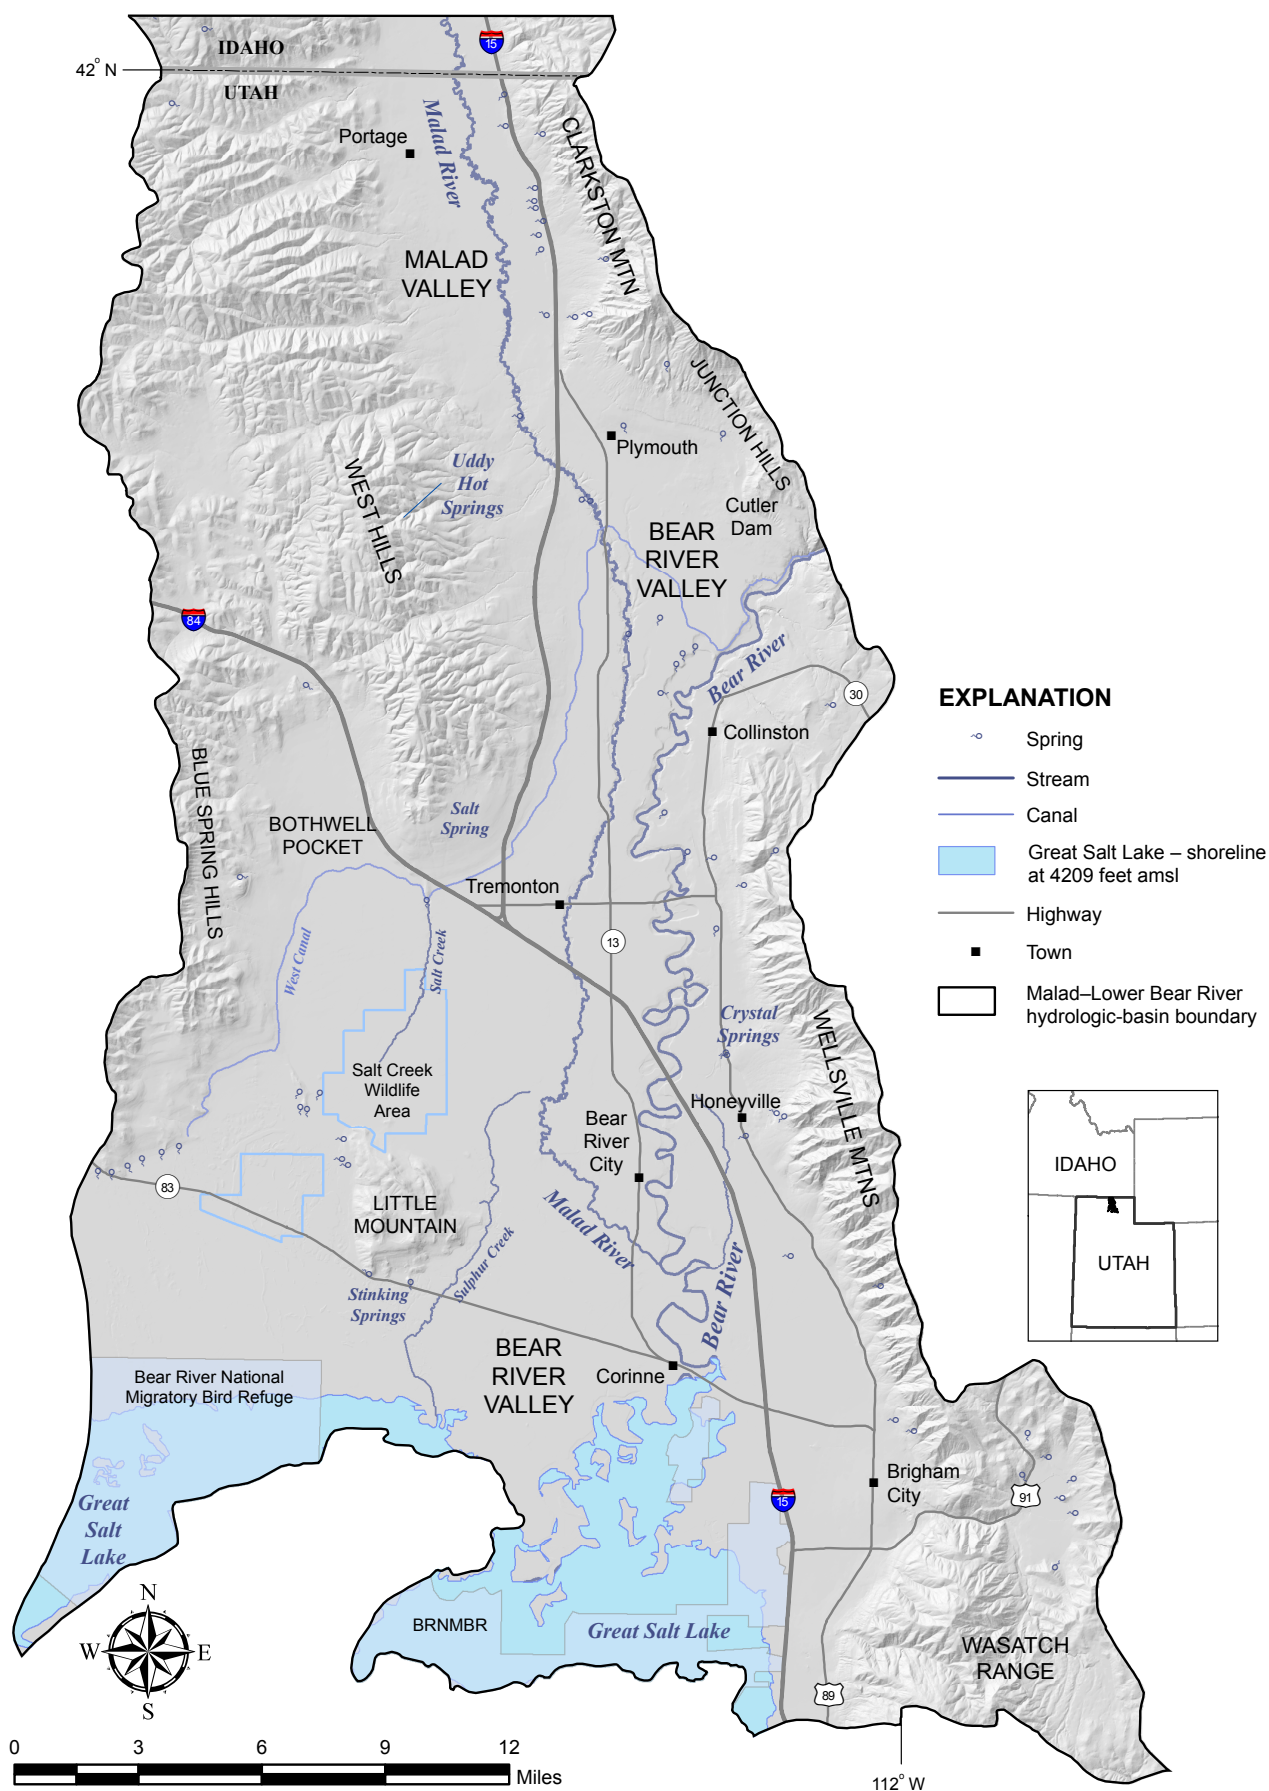 IDAHO
15
42° N
UTAH
Portage
Malad River
CLARKSTON MTN
MALAD
VALLEY
JUNCTION HILLS
Plymouth
Uddy
Hot
Springs
WEST HILLS
Cutler
Dam
BEAR
RIVER
VALLEY
84
Bear River
30
Collinston
BLUE SPRING HILLS
Salt
Spring
BOTHWELL
POCKET
Tremonton
13
West Canal
Salt Creek
Crystal
Springs
WELLSVILLE MTNS
Salt Creek
Wildlife
Area
Honeyville
Bear
River
City
83
LITTLE
MOUNTAIN
Malad River
Sulphur Creek
Bear River
Stinking
Springs
BEAR
RIVER
VALLEY
Corinne
Bear River National
Migratory Bird Refuge
Brigham
City
91
15
Great
Salt
Lake
BRNMBR
Great Salt Lake
WASATCH
RANGE
89
N
W
E
S
0
3
6
9
12
Miles
112° W
EXPLANATION
Spring
Stream
Canal
Great Salt Lake – shoreline
at 4209 feet amsl
Highway
Town
Malad–Lower Bear River
hydrologic-basin boundary
IDAHO
UTAH